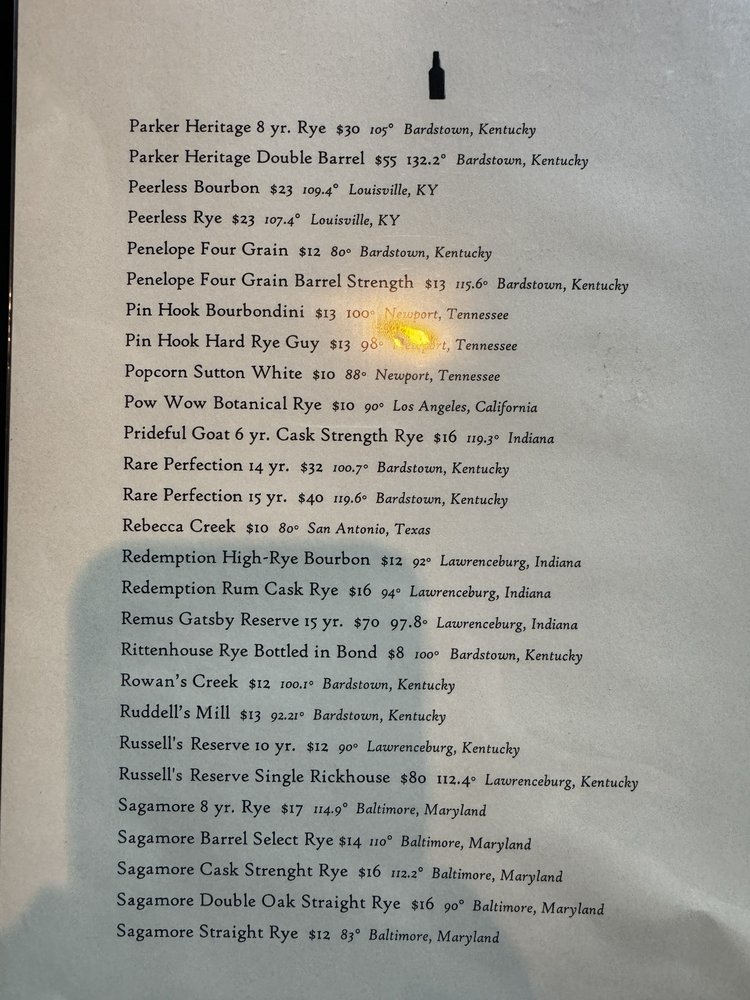 Parker Heritage 8 yr. Rye $30 105° Bardstown, Kentucky
Parker Heritage Double Barrel $55 132.2° Bardstown, Kentucky
Peerless Bourbon $23 109.4° Louisville, KY
Peerless Rye $23 107.4° Louisville, KY
Penelope Four Grain $12 80° Bardstown, Kentucky
Penelope Four Grain Barrel Strength $13 115.6° Bardstown, Kentucky
Pin Hook Bourbondini $13 100° Newport, Tennessee
Pin Hook Hard Rye Guy $13 98° Newport, Tennessee
Popcorn Sutton White $10 88° Newport, Tennessee
Pow Wow Botanical Rye $10 90° Los Angeles, California
Prideful Goat 6 yr. Cask Strength Rye $16 119.3° Indiana
Rare Perfection 14 yr. $32 100.7° Bardstown, Kentucky
Rare Perfection 15 yr. $40 119.6° Bardstown, Kentucky
Rebecca Creek $10 80° San Antonio, Texas
Redemption High-Rye Bourbon $12 92° Lawrenceburg, Indiana
Redemption Rum Cask Rye $16 94° Lawrenceburg, Indiana
Remus Gatsby Reserve 15 yr. $70 97.8° Lawrenceburg, Indiana
Rittenhouse Rye Bottled in Bond $8 100° Bardstown, Kentucky
Rowan's Creek $12 100.1° Bardstown, Kentucky
Ruddell's Mill $13 92.21° Bardstown, Kentucky
Russell's Reserve 10 yr. $12 90° Lawrenceburg, Kentucky
Russell's Reserve Single Rickhouse $80 112.4° Lawrenceburg, Kentucky
Sagamore 8 yr. Rye $17 114.9° Baltimore, Maryland
Sagamore Barrel Select Rye $14 110° Baltimore, Maryland
Sagamore Cask Strenght Rye $16 112.2° Baltimore, Maryland
Sagamore Double Oak Straight Rye $16 90° Baltimore, Maryland
Sagamore Straight Rye $12 83° Baltimore, Maryland